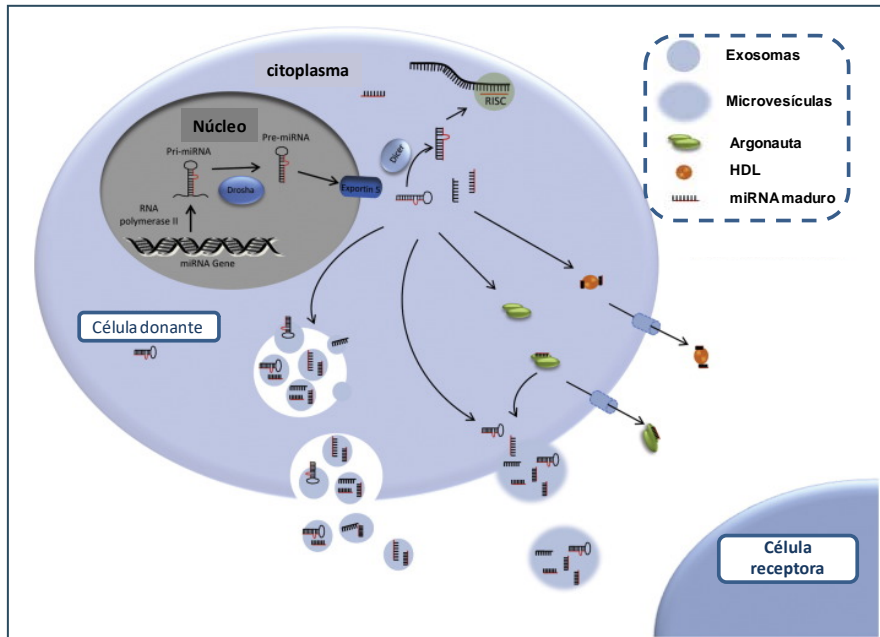 citoplasma
RISC
Núcleo
Pri-miRNA
Pre-miRNA
Drosha
Dicer
Exportin 5
RNA
polymerase II
miRNA Gene
Célula donante
Exosomas
Microvesículas
Argonauta
HDL
miRNA maduro
Célula
receptora